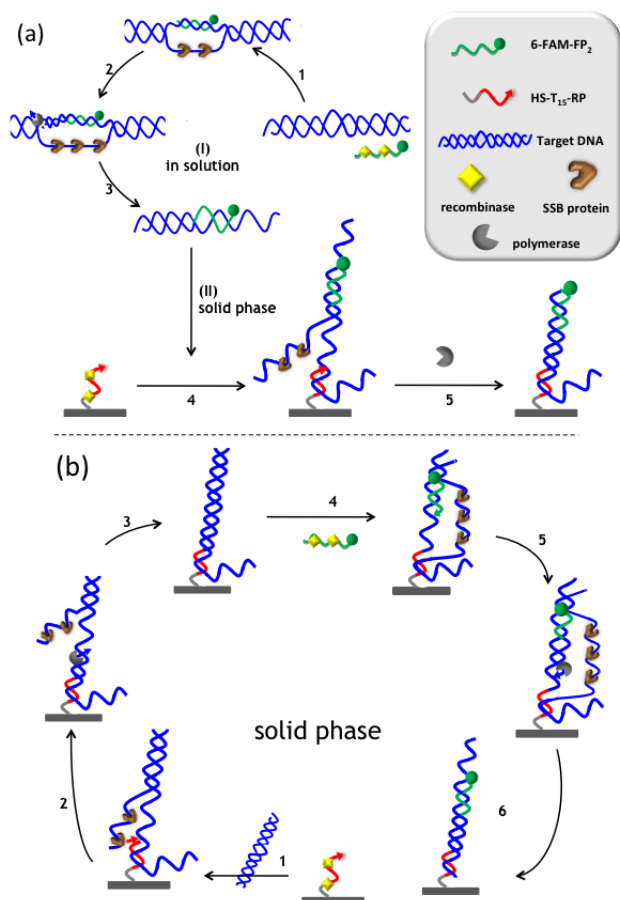 (a)
2
1
(I)
in solution
3
(II)
solid phase
4
5
6-FAM-FP₂
HS-T₁₅-RP
Target DNA
recombinase SSB protein
polymerase
(b)
3
4
5
solid phase
2
1
6